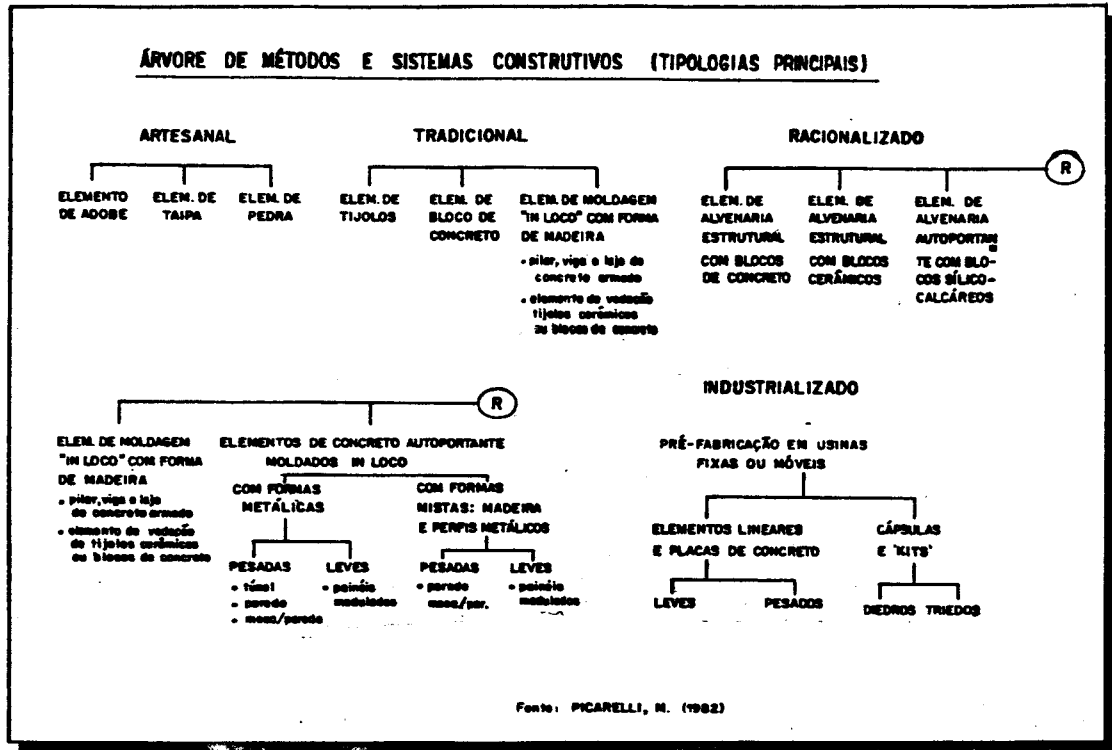 ÁRVORE DE MÉTODOS E SISTEMAS CONSTRUTIVOS (TIPOLOGIAS PRINCIPAIS)
ARTESANAL
ELEMENTO
DE ADOBE
ELEM. DE
TAIPA
ELEM. DE
PEDRA
TRADICIONAL
ELEM. DE
TIJOLOS
ELEM. DE
BLOCO DE
CONCRETO
ELEM. DE MOLDAGEM
"IN LOCO" COM FORMA
DE MADEIRA
• pilar, viga e laje de
concreto armado
• elemento de vedação
tijolos cerâmicos
ou blocos de concreto
RACIONALIZADO
R
ELEM. DE
ALVENARIA
ESTRUTURAL
COM BLOCOS
DE CONCRETO
ELEM. DE
ALVENARIA
ESTRUTURAL
COM BLOCOS
CERÂMICOS
ELEM. DE
ALVENARIA
AUTOPORTAN
TE COM BLO-
COS SÍLICO-
CALCÁREOS
R
ELEM. DE MOLDAGEM
"IN LOCO" COM FORMA
DE MADEIRA
• pilar, viga e laje
de concreto armado
• elemento de vedação
de tijolos cerâmicos
ou blocos de concreto
ELEMENTOS DE CONCRETO AUTOPORTANTE
MOLDADOS IN LOCO
COM FORMAS
METÁLICAS
PESADAS
• túnel
• parede
• mesa/parede
LEVES
• painéis
modulados
COM FORMAS
MISTAS: MADEIRA
E PERFIS METÁLICOS
PESADAS
• parede
mesa/par.
LEVES
• painéis
modulados
INDUSTRIALIZADO
PRÉ-FABRICAÇÃO EM USINAS
FIXAS OU MÓVEIS
ELEMENTOS LINEARES
E PLACAS DE CONCRETO
LEVES
PESADOS
CÁPSULAS
E 'KITS'
DIEDROS
TRIEDOS
Fonte: PICARELLI, M. (1982)